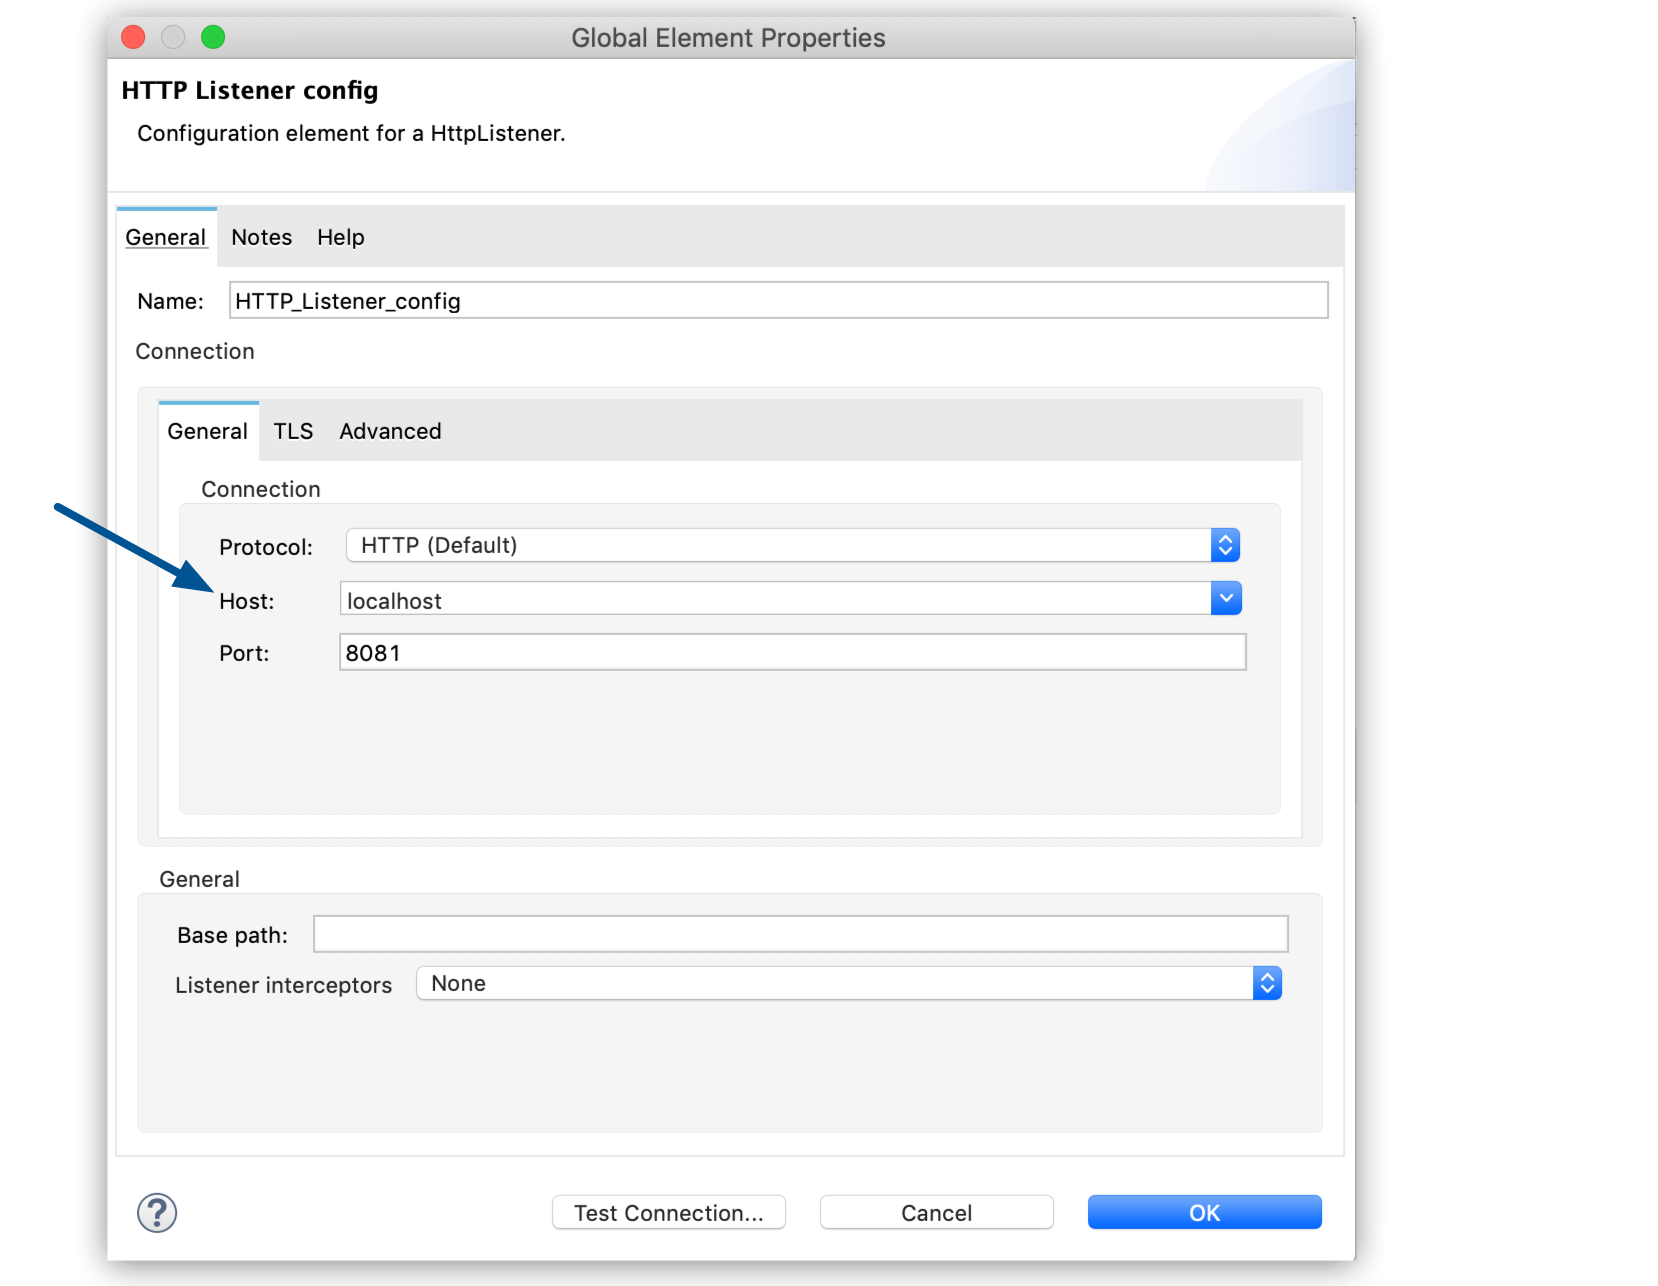 Global Element Properties
HTTP Listener config
Configuration element for a HttpListener.
General Notes Help
Name: HTTP_Listener_config
Connection
General TLS Advanced
Connection
Protocol: HTTP (Default)
Host: localhost
Port: 8081
General
Base path:
Listener interceptors None
? Test Connection... Cancel OK